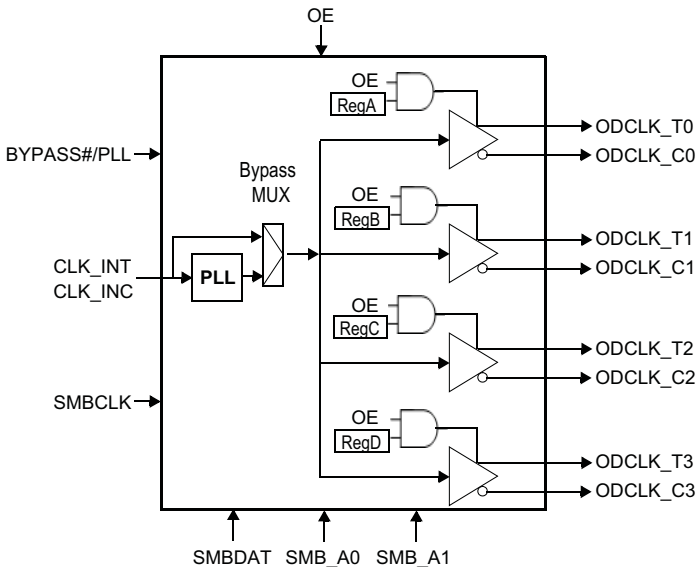 OE
OE
RegA
ODCLK_T0
ODCLK_C0
BYPASS#/PLL
Bypass
MUX
OE
RegB
ODCLK_T1
ODCLK_C1
CLK_INT
CLK_INC
PLL
OE
RegC
ODCLK_T2
ODCLK_C2
SMBCLK
OE
RegD
ODCLK_T3
ODCLK_C3
SMBDAT SMB_A0 SMB_A1